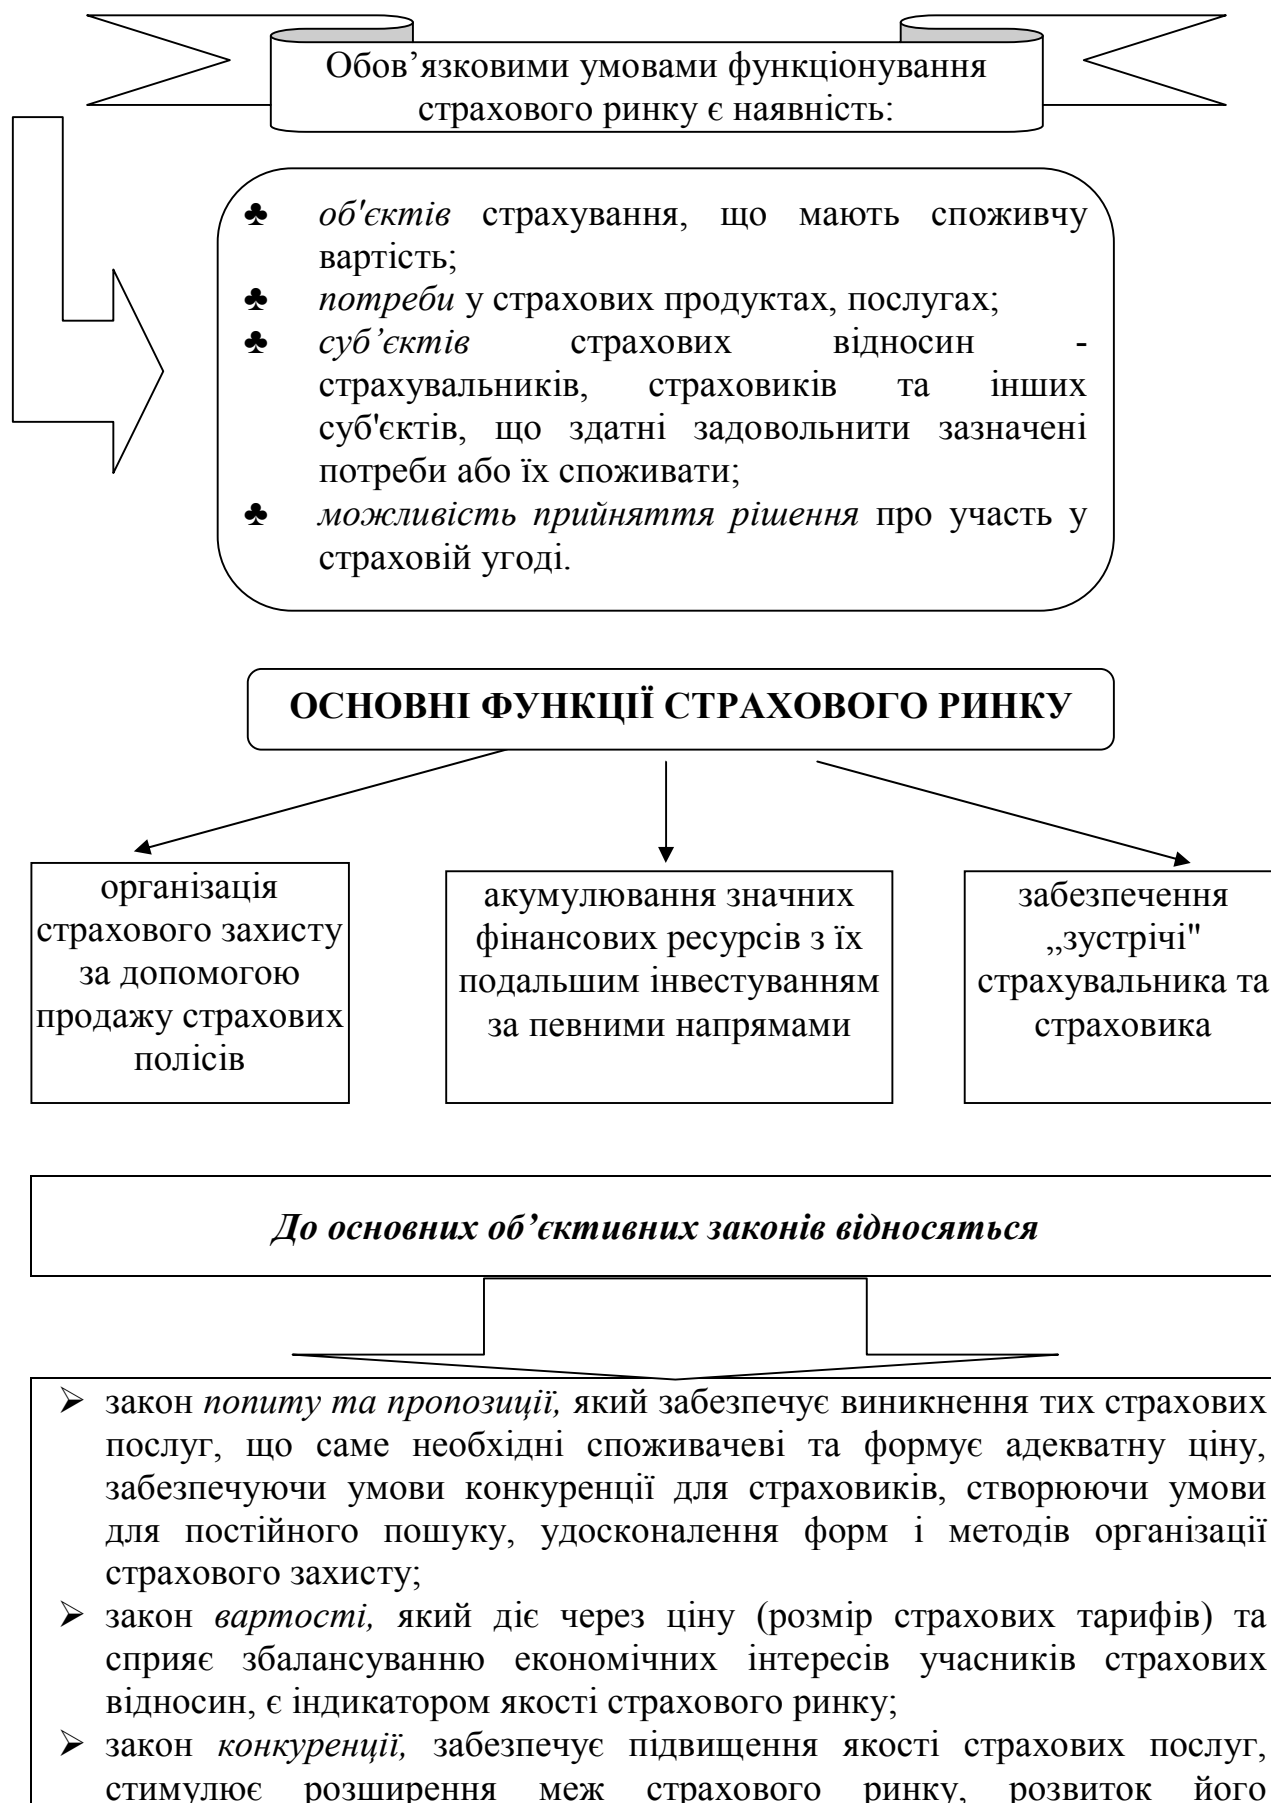 Обов’язковими умовами функціонування
страхового ринку є наявність:
♣ об'єктів страхування, що мають споживчу
вартість;
♣ потреби у страхових продуктах, послугах;
♣ суб’єктів страхових відносин -
страхувальників, страховиків та інших
суб'єктів, що здатні задовольнити зазначені
потреби або їх споживати;
♣ можливість прийняття рішення про участь у
страховій угоді.
ОСНОВНІ ФУНКЦІЇ СТРАХОВОГО РИНКУ
організація
страхового захисту
за допомогою
продажу страхових
полісів
акумулювання значних
фінансових ресурсів з їх
подальшим інвестуванням
за певними напрямами
забезпечення
„зустрічі"
страхувальника та
страховика
До основних об’єктивних законів відносяться
➢ закон попиту та пропозиції, який забезпечує виникнення тих страхових
послуг, що саме необхідні споживачеві та формує адекватну ціну,
забезпечуючи умови конкуренції для страховиків, створюючи умови
для постійного пошуку, удосконалення форм і методів організації
страхового захисту;
➢ закон вартості, який діє через ціну (розмір страхових тарифів) та
сприяє збалансуванню економічних інтересів учасників страхових
відносин, є індикатором якості страхового ринку;
➢ закон конкуренції, забезпечує підвищення якості страхових послуг,
стимулює розширення меж страхового ринку, розвиток його